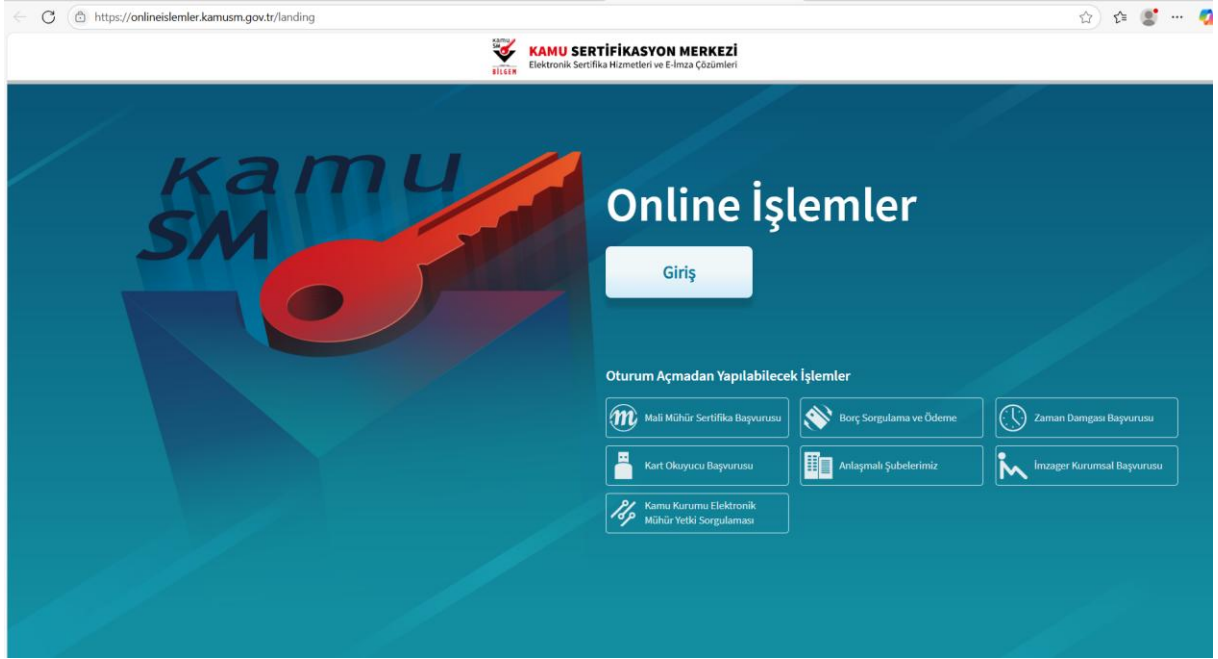 https://onlineislemler.kamusm.gov.tr/landing
KAMU SM
BİLGEM
KAMU SERTİFİKASYON MERKEZİ
Elektronik Sertifika Hizmetleri ve E-İmza Çözümleri
Kamu
SM
Online İşlemler
Giriş
Oturum Açmadan Yapılabilecek İşlemler
Mali Mühür Sertifika Başvurusu
Borç Sorgulama ve Ödeme
Zaman Damgası Başvurusu
Kart Okuyucu Başvurusu
Anlaşmalı Şubelerimiz
İmzager Kurumsal Başvurusu
Kamu Kurumu Elektronik
Mühür Yetki Sorgulaması